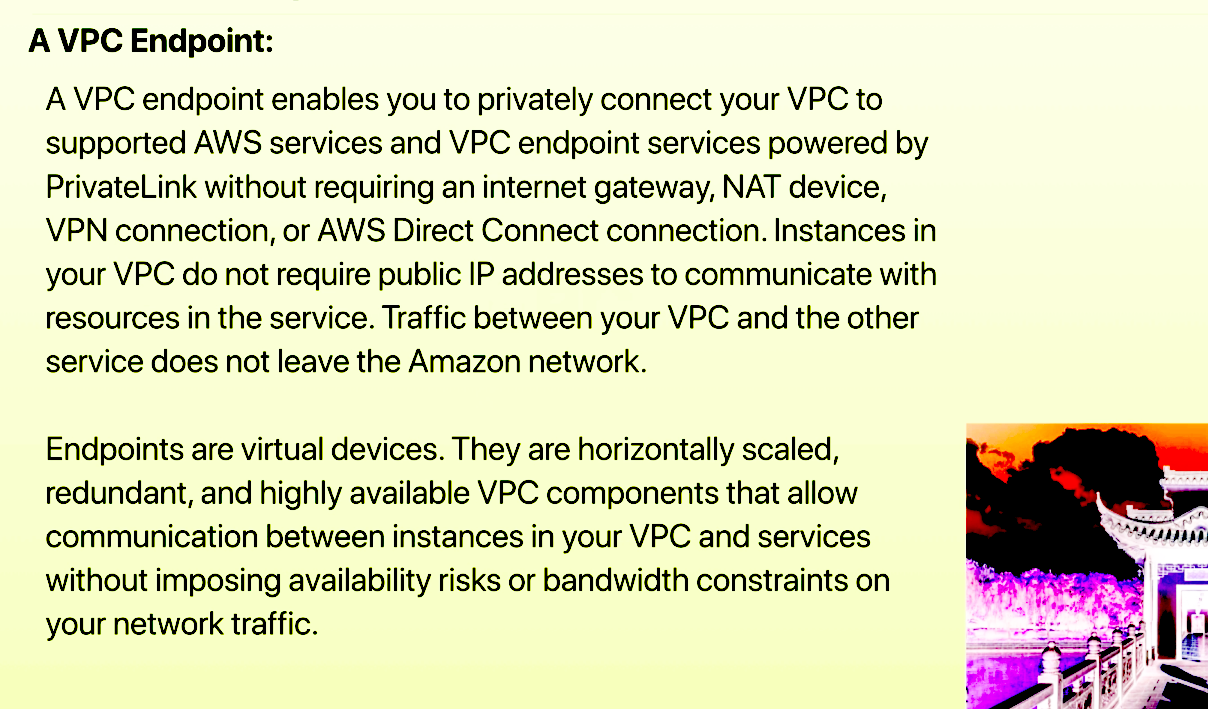 A VPC Endpoint:
A VPC endpoint enables you to privately connect your VPC to
supported AWS services and VPC endpoint services powered by
PrivateLink without requiring an internet gateway, NAT device,
VPN connection, or AWS Direct Connect connection. Instances in
your VPC do not require public IP addresses to communicate with
resources in the service. Traffic between your VPC and the other
service does not leave the Amazon network.
Endpoints are virtual devices. They are horizontally scaled,
redundant, and highly available VPC components that allow
communication between instances in your VPC and services
without imposing availability risks or bandwidth constraints on
your network traffic.